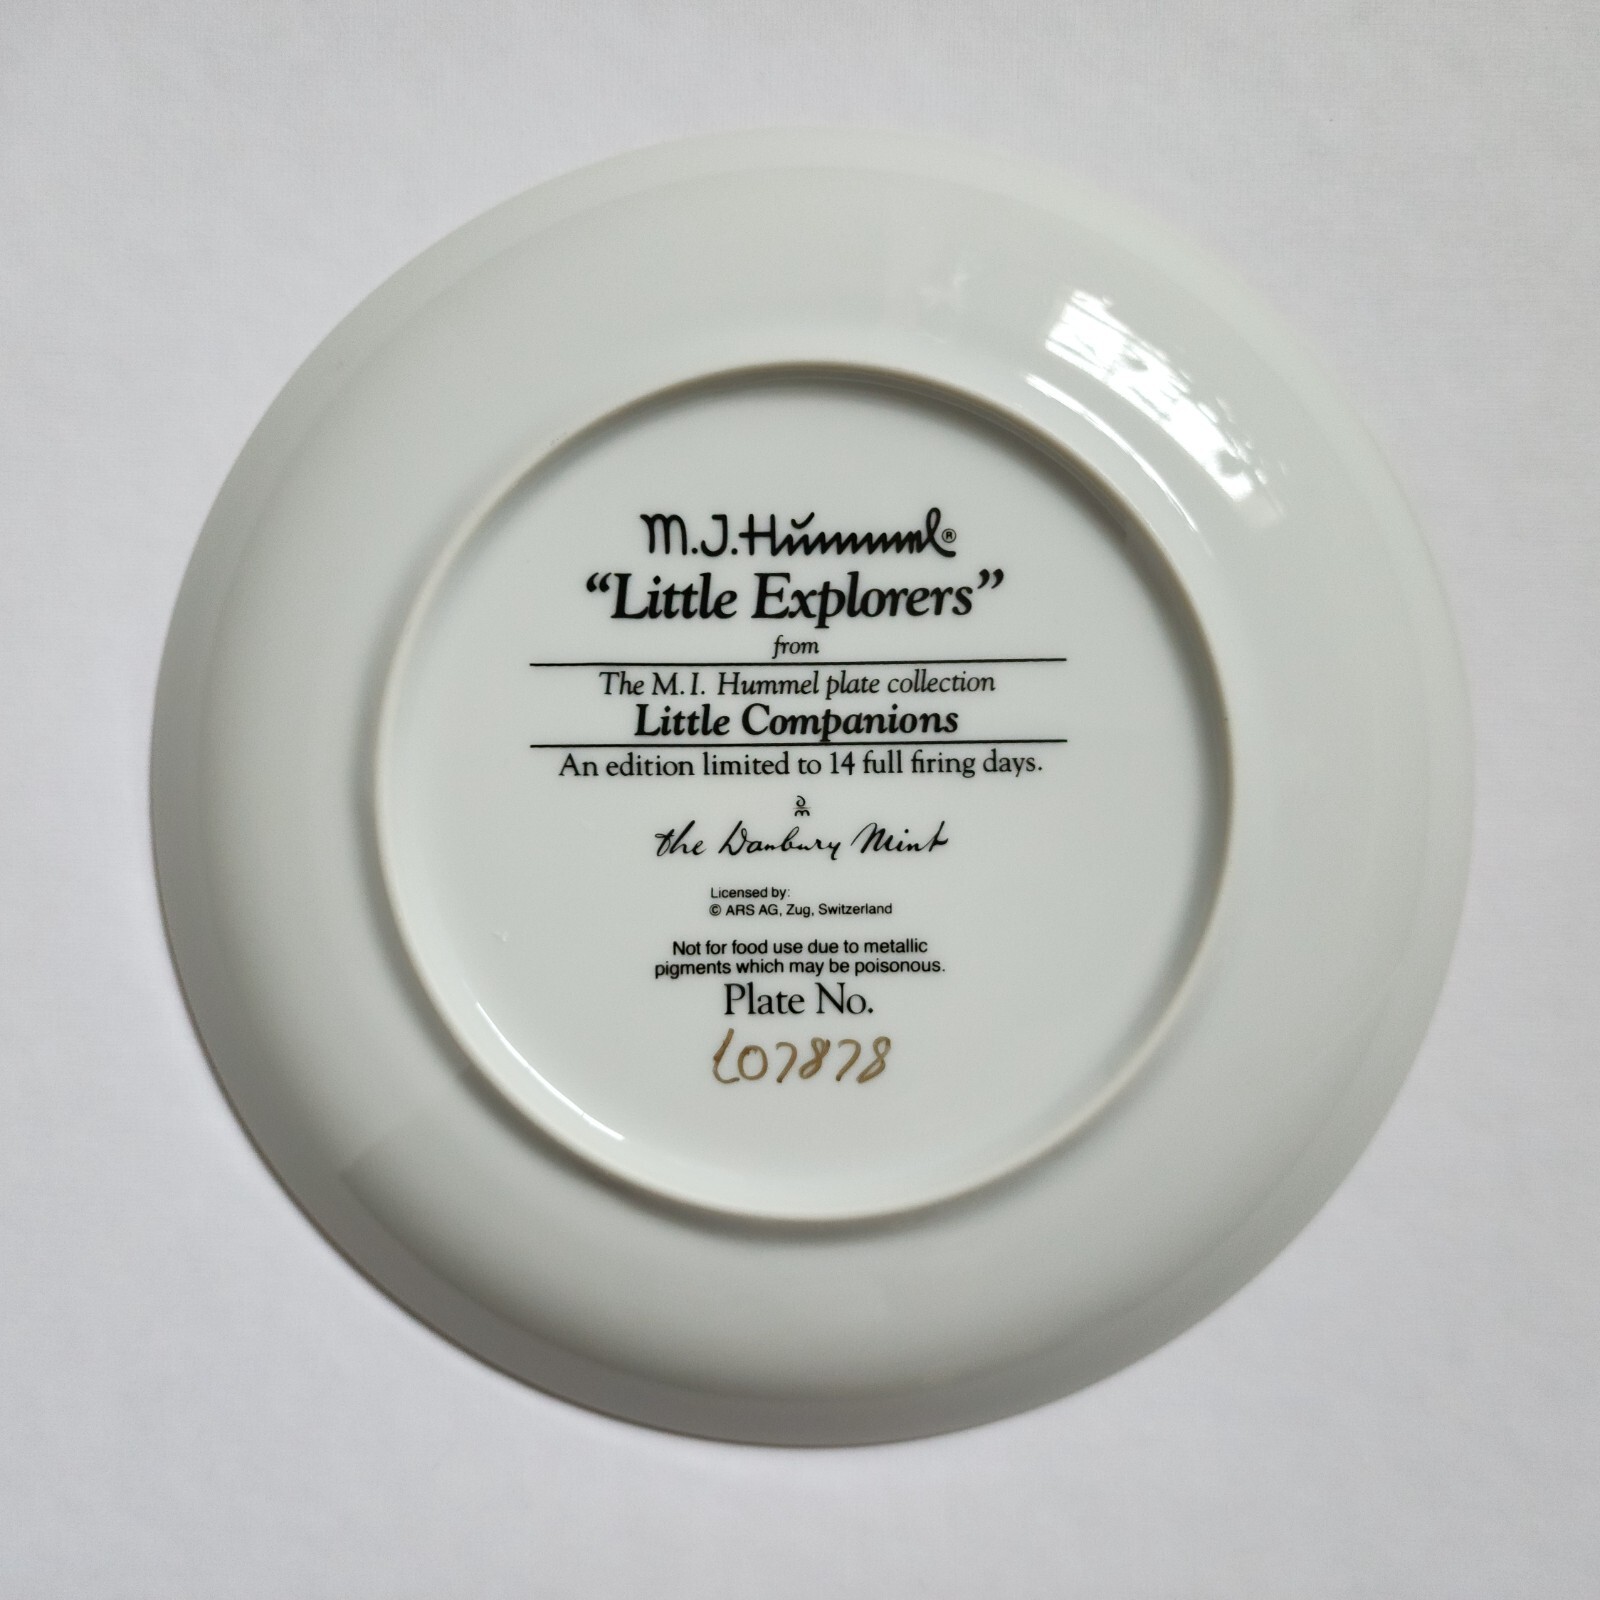 M.J.Hummel®
“Little Explorers”
from
The M.I. Hummel plate collection
Little Companions
An edition limited to 14 full firing days.
the Danbury Mint
Licensed by:
© ARS AG, Zug, Switzerland
Not for food use due to metallic
pigments which may be poisonous.
Plate No.
L07878